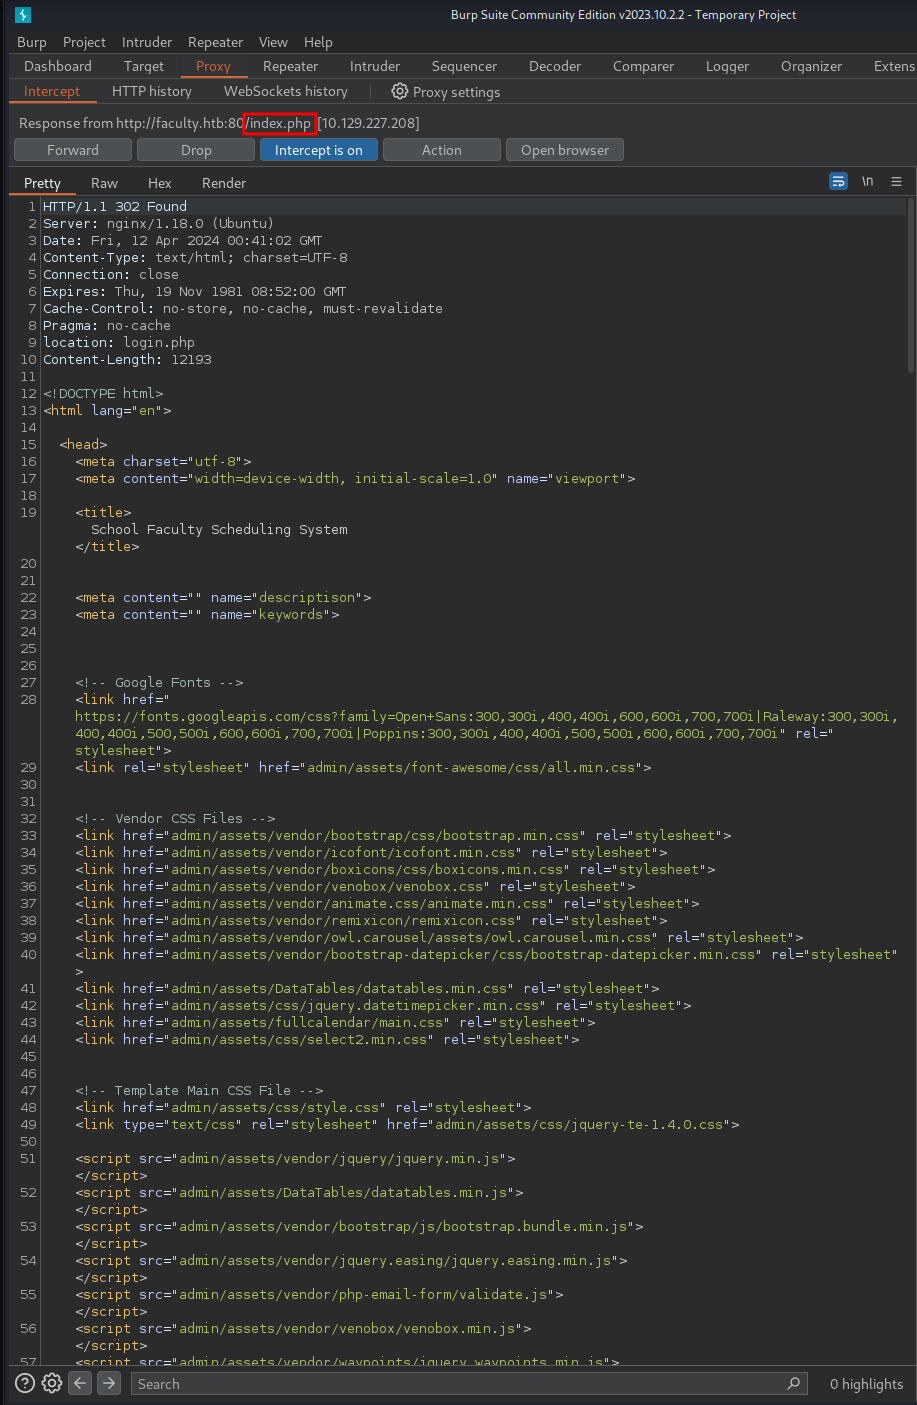 Burp Suite Community Edition v2023.10.2.2 - Temporary Project
Burp Project Intruder Repeater View Help
Dashboard Target Proxy Repeater Intruder Sequencer Decoder Comparer Logger Organizer Extens
Intercept HTTP history WebSockets history Proxy settings
Response from http://faculty.htb:80/index.php [10.129.227.208]
Forward Drop Intercept is on Action Open browser
Pretty Raw Hex Render \n
1 HTTP/1.1 302 Found
2 Server: nginx/1.18.0 (Ubuntu)
3 Date: Fri, 12 Apr 2024 00:41:02 GMT
4 Content-Type: text/html; charset=UTF-8
5 Connection: close
6 Expires: Thu, 19 Nov 1981 08:52:00 GMT
7 Cache-Control: no-store, no-cache, must-revalidate
8 Pragma: no-cache
9 location: login.php
10 Content-Length: 12193
11
12 <!DOCTYPE html>
13 <html lang="en">
14
15 <head>
16 <meta charset="utf-8">
17 <meta content="width=device-width, initial-scale=1.0" name="viewport">
18
19 <title>
School Faculty Scheduling System
</title>
20
21
22 <meta content="" name="descriptison">
23 <meta content="" name="keywords">
24
25
26
27 <!-- Google Fonts -->
28 <link href="
https://fonts.googleapis.com/css?family=Open+Sans:300,300i,400,400i,600,600i,700,700i|Raleway:300,300i,
400,400i,500,500i,600,600i,700,700i|Poppins:300,300i,400,400i,500,500i,600,600i,700,700i" rel="
stylesheet">
29 <link rel="stylesheet" href="admin/assets/font-awesome/css/all.min.css">
30
31
32 <!-- Vendor CSS Files -->
33 <link href="admin/assets/vendor/bootstrap/css/bootstrap.min.css" rel="stylesheet">
34 <link href="admin/assets/vendor/icofont/icofont.min.css" rel="stylesheet">
35 <link href="admin/assets/vendor/boxicons/css/boxicons.min.css" rel="stylesheet">
36 <link href="admin/assets/vendor/venobox/venobox.css" rel="stylesheet">
37 <link href="admin/assets/vendor/animate.css/animate.min.css" rel="stylesheet">
38 <link href="admin/assets/vendor/remixicon/remixicon.css" rel="stylesheet">
39 <link href="admin/assets/vendor/owl.carousel/assets/owl.carousel.min.css" rel="stylesheet">
40 <link href="admin/assets/vendor/bootstrap-datepicker/css/bootstrap-datepicker.min.css" rel="stylesheet"
>
41 <link href="admin/assets/DataTables/datatables.min.css" rel="stylesheet">
42 <link href="admin/assets/css/jquery.datetimepicker.min.css" rel="stylesheet">
43 <link href="admin/assets/fullcalendar/main.css" rel="stylesheet">
44 <link href="admin/assets/css/select2.min.css" rel="stylesheet">
45
46
47 <!-- Template Main CSS File -->
48 <link href="admin/assets/css/style.css" rel="stylesheet">
49 <link type="text/css" rel="stylesheet" href="admin/assets/css/jquery-te-1.4.0.css">
50
51 <script src="admin/assets/vendor/jquery/jquery.min.js">
</script>
52 <script src="admin/assets/DataTables/datatables.min.js">
</script>
53 <script src="admin/assets/vendor/bootstrap/js/bootstrap.bundle.min.js">
</script>
54 <script src="admin/assets/vendor/jquery.easing/jquery.easing.min.js">
</script>
55 <script src="admin/assets/vendor/php-email-form/validate.js">
</script>
56 <script src="admin/assets/vendor/venobox/venobox.min.js">
</script>
57 <script src="admin/assets/vendor/waypoints/jquery.waypoints.min.js">
Search 0 highlights